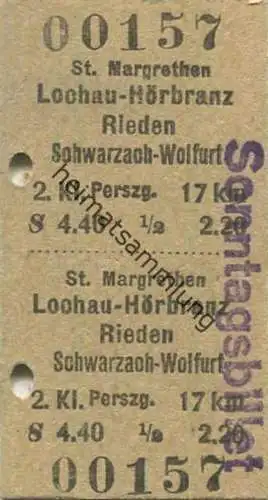 00157
St. Margrethen
Lochau-Hörbranz
Rieden
Schwarzach-Wolfurt
2. Kl. Perszg. 17 km
S 4.40 ½ 2.20
St. Margrethen
Lochau-Hörbranz
Rieden
Schwarzach-Wolfurt
2. Kl. Perszg. 17 km
S 4.40 ½ 2.20
00157
Sonntagsbillet
heimatsammlung